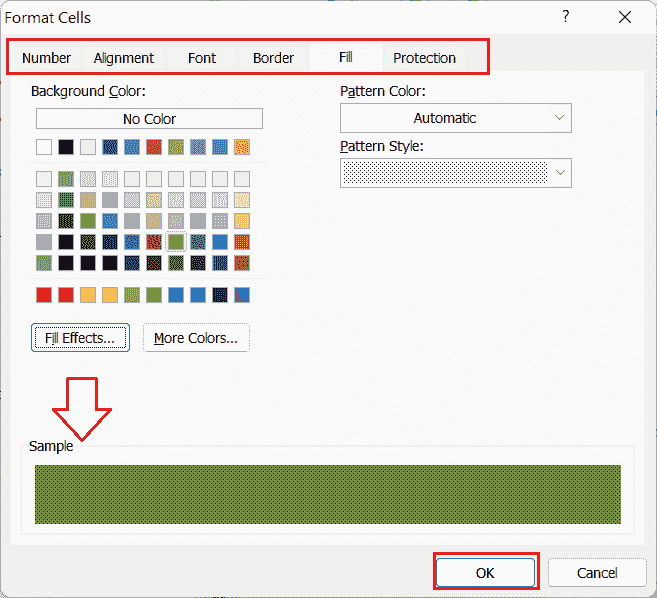 Format Cells ?
Number Alignment Font Border Fill Protection
Background Color:
No Color
Pattern Color:
Automatic
Pattern Style:
Fill Effects... More Colors...
Sample
OK Cancel